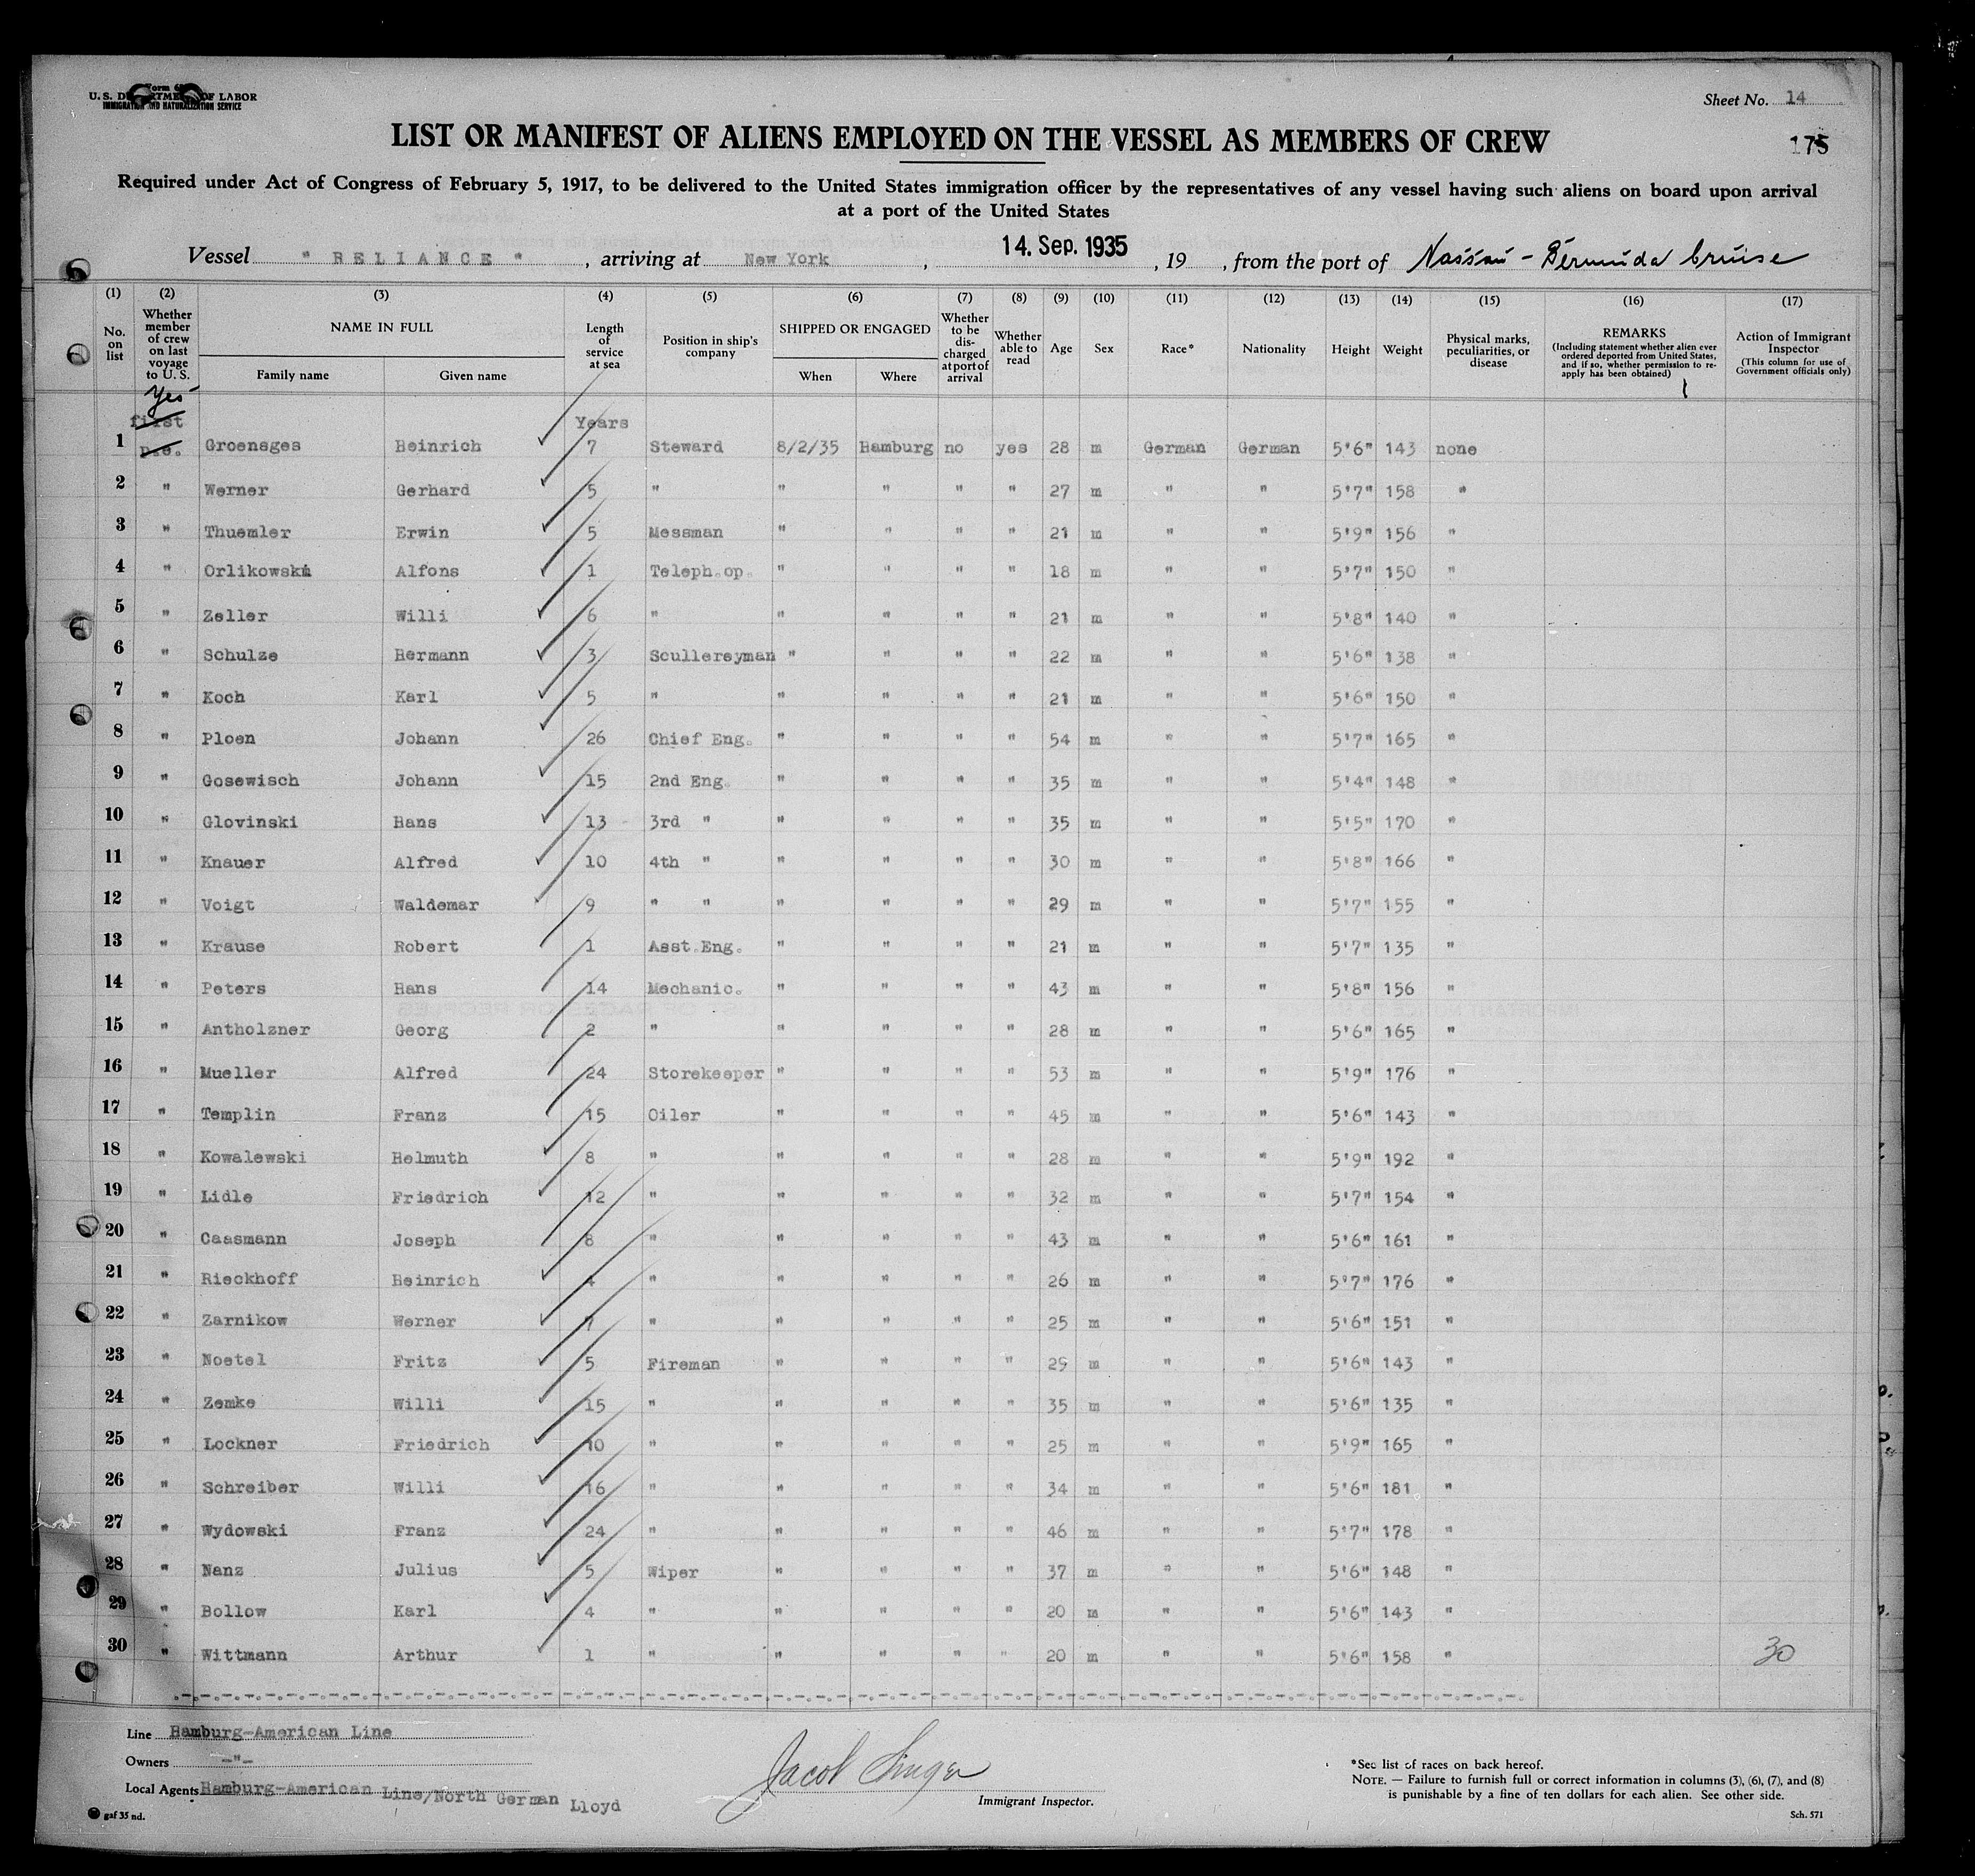 U. S. DEPARTMENT OF LABOR
IMMIGRATION AND NATURALIZATION SERVICE
Sheet No. 14
LIST OR MANIFEST OF ALIENS EMPLOYED ON THE VESSEL AS MEMBERS OF CREW
175
Required under Act of Congress of February 5, 1917, to be delivered to the United States immigration officer by the representatives of any vessel having such aliens on board upon arrival
at a port of the United States
Vessel " RELIANCE " , arriving at New York , 14. Sep. 1935 , 19 , from the port of Nassau - Bermuda Cruise
(1) No. on list
(2) Whether member of crew on last voyage to U. S.
(3) NAME IN FULL Family name Given name
(4) Length of service at sea
(5) Position in ship's company
(6) SHIPPED OR ENGAGED When Where
(7) Whether to be discharged at port of arrival
(8) Whether able to read
(9) Age
(10) Sex
(11) Race*
(12) Nationality
(13) Height
(14) Weight
(15) Physical marks, peculiarities, or disease
(16) REMARKS (Including statement whether alien ever ordered deported from United States, and if so, whether permission to re-apply has been obtained)
(17) Action of Immigrant Inspector (This column for use of Government officials only)
Yes
first Years
1 Groenages Heinrich 7 Steward 8/2/35 Hamburg no yes 28 m German German 5'6" 143 none
2 " Werner Gerhard 5 " " " " " 27 m " " 5'7" 158 "
3 " Thuemler Erwin 5 Messman " " " " 21 m " " 5'9" 156 "
4 " Orlikowski Alfons 1 Teleph.op. " " " " 18 m " " 5'7" 150 "
5 " Zeller Willi 6 " " " " " 21 m " " 5'8" 140 "
6 " Schulze Hermann 3 Scullereyman " " " " 22 m " " 5'6" 138 "
7 " Koch Karl 5 " " " " " 21 m " " 5'6" 150 "
8 " Ploen Johann 26 Chief Eng. " " " " 54 m " " 5'7" 165 "
9 " Gosewisch Johann 15 2nd Eng. " " " " 35 m " " 5'4" 148 "
10 " Glovinski Hans 13 3rd " " " " " 35 m " " 5'5" 170 "
11 " Knauer Alfred 10 4th " " " " " 30 m " " 5'8" 166 "
12 " Voigt Waldemar 9 " " " " " " 29 m " " 5'7" 155 "
13 " Krause Robert 1 Asst.Eng. " " " " 21 m " " 5'7" 135 "
14 " Peters Hans 14 Mechanic. " " " " 43 m " " 5'8" 156 "
15 " Antholzner Georg 2 " " " " " 28 m " " 5'6" 165 "
16 " Mueller Alfred 24 Storekeeper " " " " 53 m " " 5'9" 176 "
17 " Templin Franz 15 Oiler " " " " 45 m " " 5'6" 143 "
18 " Kowalewski Helmuth 8 " " " " " 28 m " " 5'9" 192 "
19 " Lidle Friedrich 12 " " " " " 32 m " " 5'7" 154 "
20 " Caasmann Joseph 8 " " " " " 43 m " " 5'6" 161 "
21 " Rieckhoff Heinrich 4 " " " " " 26 m " " 5'7" 176 "
22 " Zarnikow Werner 7 " " " " " 25 m " " 5'6" 151 "
23 " Noetel Fritz 5 Fireman " " " " 29 m " " 5'6" 143 "
24 " Zemke Willi 15 " " " " " 35 m " " 5'6" 135 "
25 " Lockner Friedrich 10 " " " " " 25 m " " 5'9" 165 "
26 " Schreiber Willi 16 " " " " " 34 m " " 5'6" 181 "
27 " Wydowski Franz 24 " " " " " 46 m " " 5'7" 178 "
28 " Nanz Julius 5 Wiper " " " " 37 m " " 5'6" 148 "
29 " Bollow Karl 4 " " " " " 20 m " " 5'6" 143 "
30 " Wittmann Arthur 1 " " " " " 20 m " " 5'6" 158 " 30
Line Hamburg-American Line
Owners -"-
Local Agents Hamburg-American Line/North German Lloyd
gaf 35 nd.
Jacob Singer
Immigrant Inspector.
*See list of races on back hereof.
NOTE. — Failure to furnish full or correct information in columns (3), (6), (7), and (8)
is punishable by a fine of ten dollars for each alien. See other side.
Sch. 571